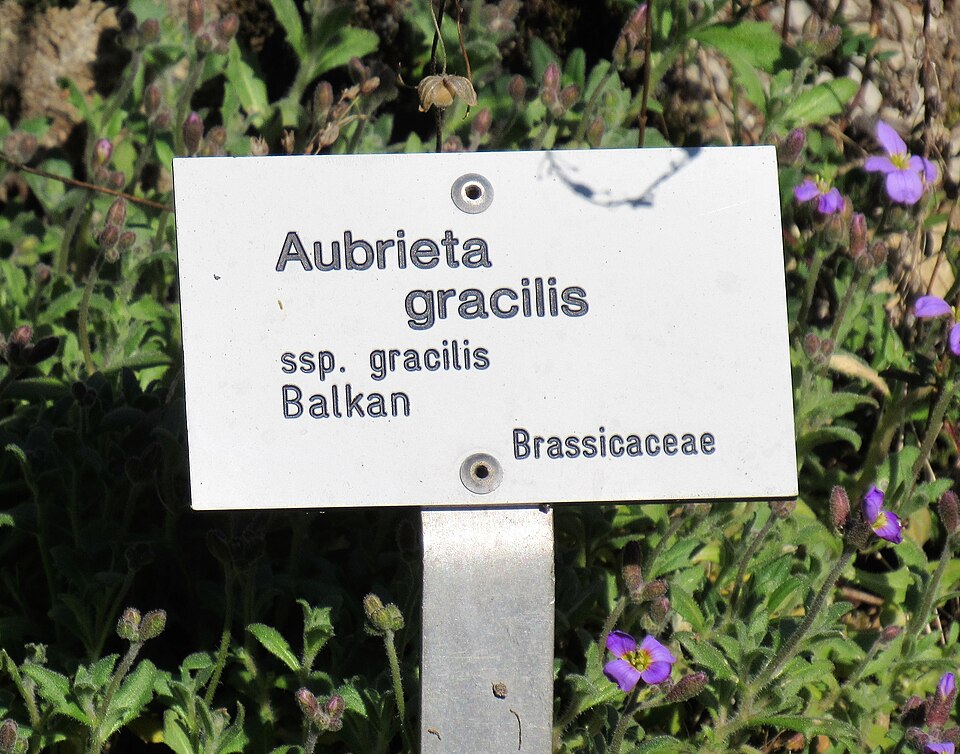 Aubrieta
gracilis
ssp. gracilis
Balkan
Brassicaceae